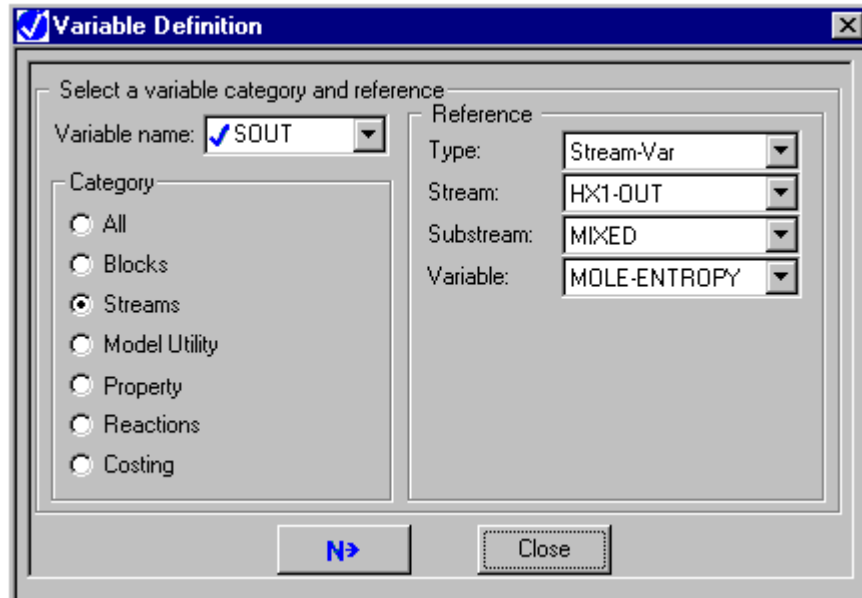 Variable Definition
Select a variable category and reference
Variable name: SOUT
Category
All
Blocks
Streams
Model Utility
Property
Reactions
Costing
Reference
Type: Stream-Var
Stream: HX1-OUT
Substream: MIXED
Variable: MOLE-ENTROPY
N
Close